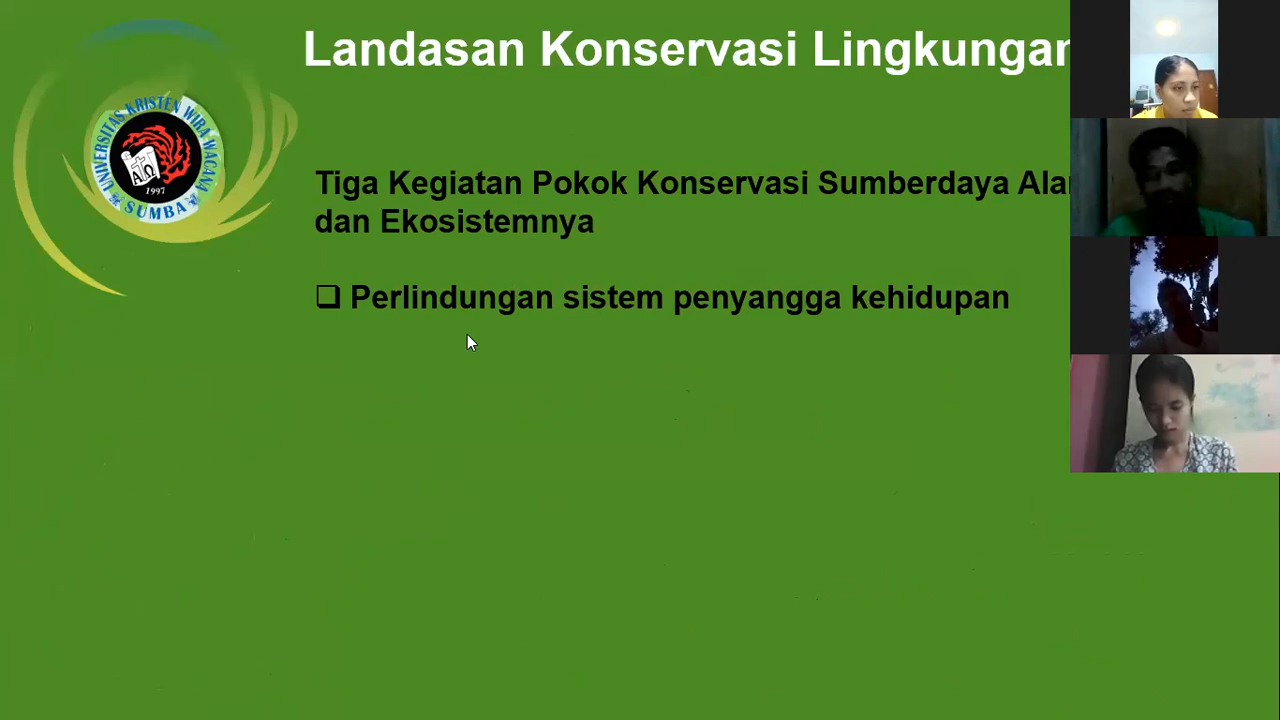 Landasan Konservasi Lingkungan
UNIVERSITAS KRISTEN WIRA WACANA
A Ω
1997
SUMBA
Tiga Kegiatan Pokok Konservasi Sumberdaya Alam
dan Ekosistemnya
❑ Perlindungan sistem penyangga kehidupan